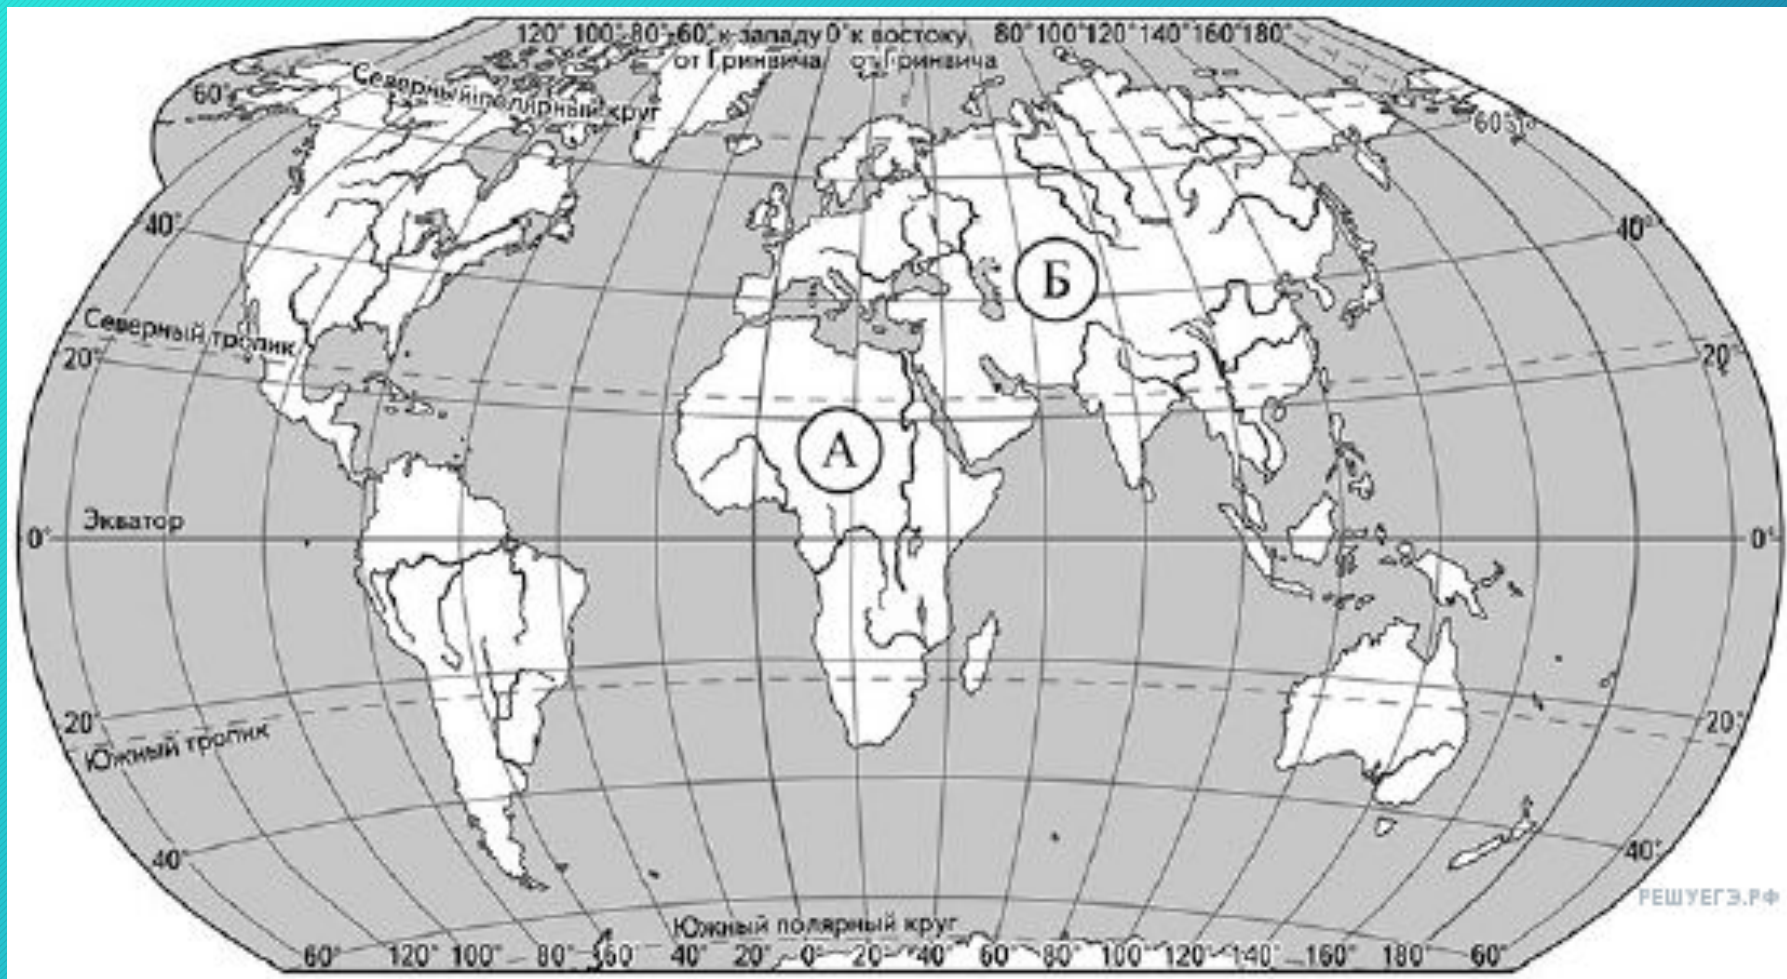 120° 100° 80° 60° к западу 0° к востоку 80° 100° 120° 140° 160° 180°
от Гринвича от Гринвича
Северный полярный круг
60°
60°
40°
40°
Б
Северный тропик
20°
20°
А
Экватор
0°
0°
20°
20°
Южный тропик
40°
40°
РЕШУЕГЭ.РФ
Южный полярный круг
60° 120° 100° 80° 60° 40° 20° 0° 20° 40° 60° 80° 100° 120° 140° 160° 180° 60°